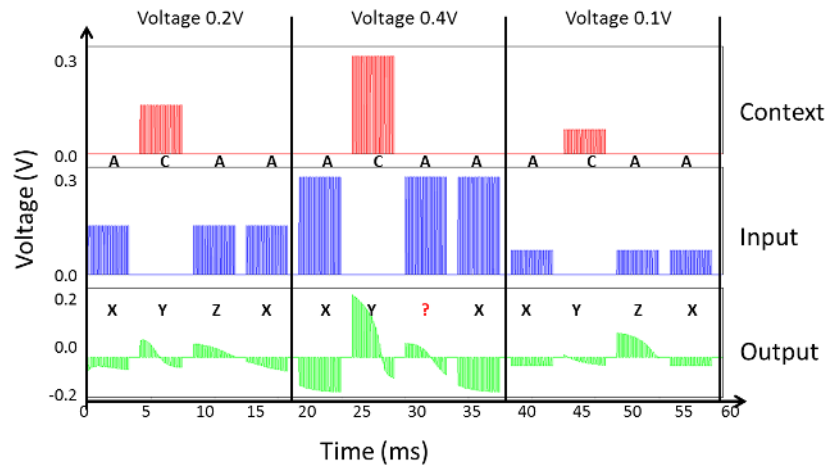 Voltage 0.2V Voltage 0.4V Voltage 0.1V
0.3
Context
0.0
A C A A A C A A A C A A
0.3
Voltage (V)
Input
0.0
0.2
X Y Z X X Y ? X X Y Z X
0.0
Output
-0.2
0 5 10 15 20 25 30 35 40 45 50 55 60
Time (ms)